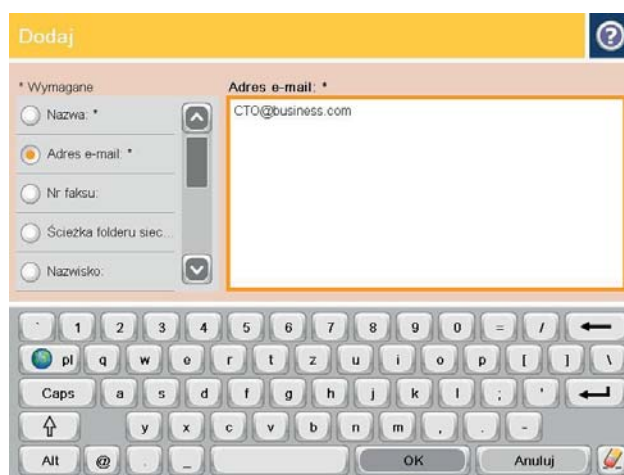 Dodaj
?
* Wymagane
Nazwa: *
Adres e-mail: *
Nr faksu:
Ścieżka folderu siec...
Nazwisko:
Adres e-mail: *
CTO@business.com
` 1 2 3 4 5 6 7 8 9 0 = /
pl q w e r t z u i o p [ ] \
Caps a s d f g h j k l ; '
y x c v b n m , . -
Alt @ . _ OK Anuluj